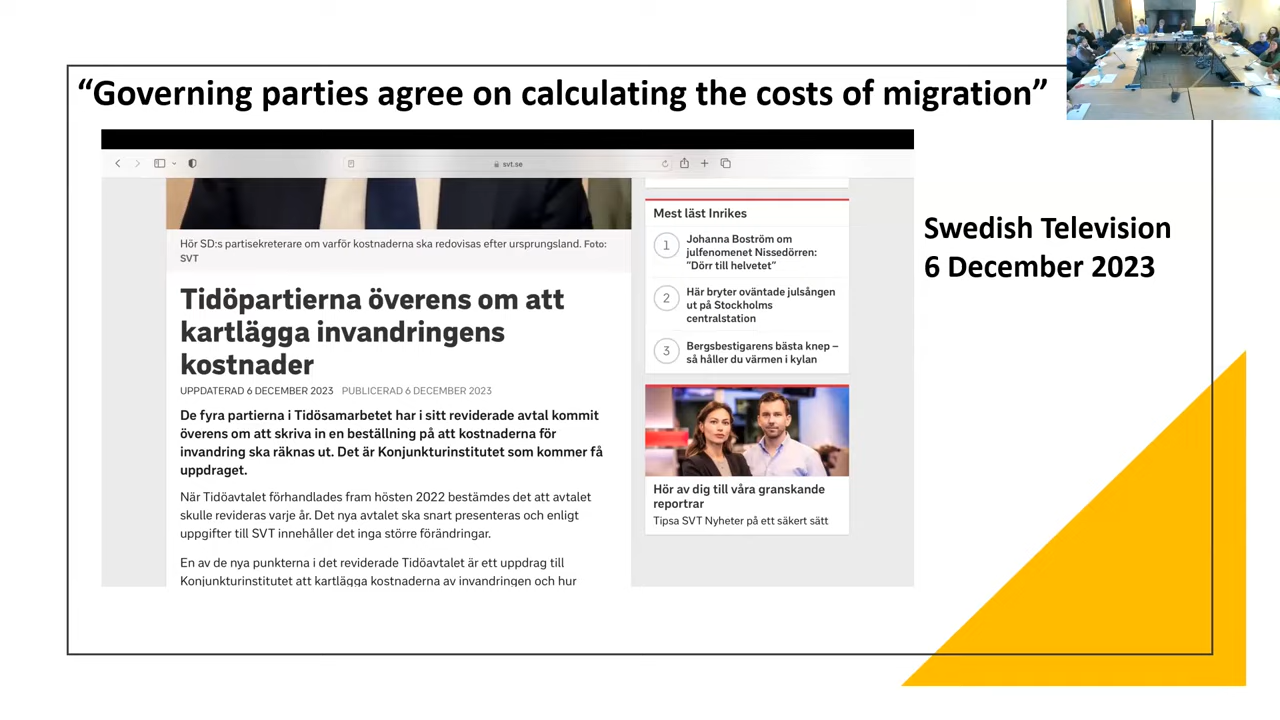 “Governing parties agree on calculating the costs of migration”
svt.se
Hör SD:s partisekreterare om varför kostnaderna ska redovisas efter ursprungsland. Foto:
SVT
Tidöpartierna överens om att
kartlägga invandringens
kostnader
UPPDATERAD 6 DECEMBER 2023 PUBLICERAD 6 DECEMBER 2023
De fyra partierna i Tidösamarbetet har i sitt reviderade avtal kommit
överens om att skriva in en beställning på att kostnaderna för
invandring ska räknas ut. Det är Konjunkturinstitutet som kommer få
uppdraget.
När Tidöavtalet förhandlades fram hösten 2022 bestämdes det att avtalet
skulle revideras varje år. Det nya avtalet ska snart presenteras och enligt
uppgifter till SVT innehåller det inga större förändringar.
En av de nya punkterna i det reviderade Tidöavtalet är ett uppdrag till
Konjunkturinstitutet att kartlägga kostnaderna av invandringen och hur
Mest läst Inrikes
1
Johanna Boström om
julfenomenet Nissedörren:
”Dörr till helvetet”
2
Här bryter oväntade julsången
ut på Stockholms
centralstation
3
Bergsbestigarens bästa knep –
så håller du värmen i kylan
Hör av dig till våra granskande
reportrar
Tipsa SVT Nyheter på ett säkert sätt
Swedish Television
6 December 2023